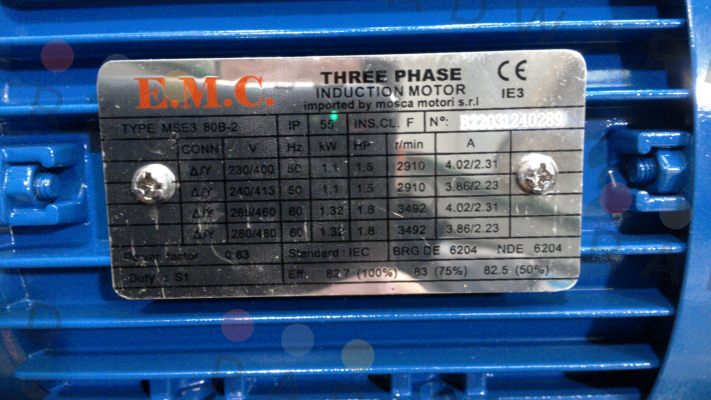 E.M.C.
THREE PHASE
INDUCTION MOTOR
imported by mosca motori s.r.l
CE
IE3
TYPE MSE3 80B-2 IP 55 INS.CL. F N°: B22031240289
CONN V Hz kW HP r/min A
Δ/Y 230/400 50 1.1 1.5 2910 4.02/2.31
Δ/Y 240/415 50 1.1 1.5 2910 3.86/2.23
Δ/Y 265/460 60 1.32 1.8 3492 4.02/2.31
Δ/Y 280/480 60 1.32 1.8 3492 3.86/2.23
Power factor 0.83 Standard : IEC BRG DE 6204 NDE 6204
Duty : S1 Eff. 82.7 (100%) 83 (75%) 82.5 (50%)